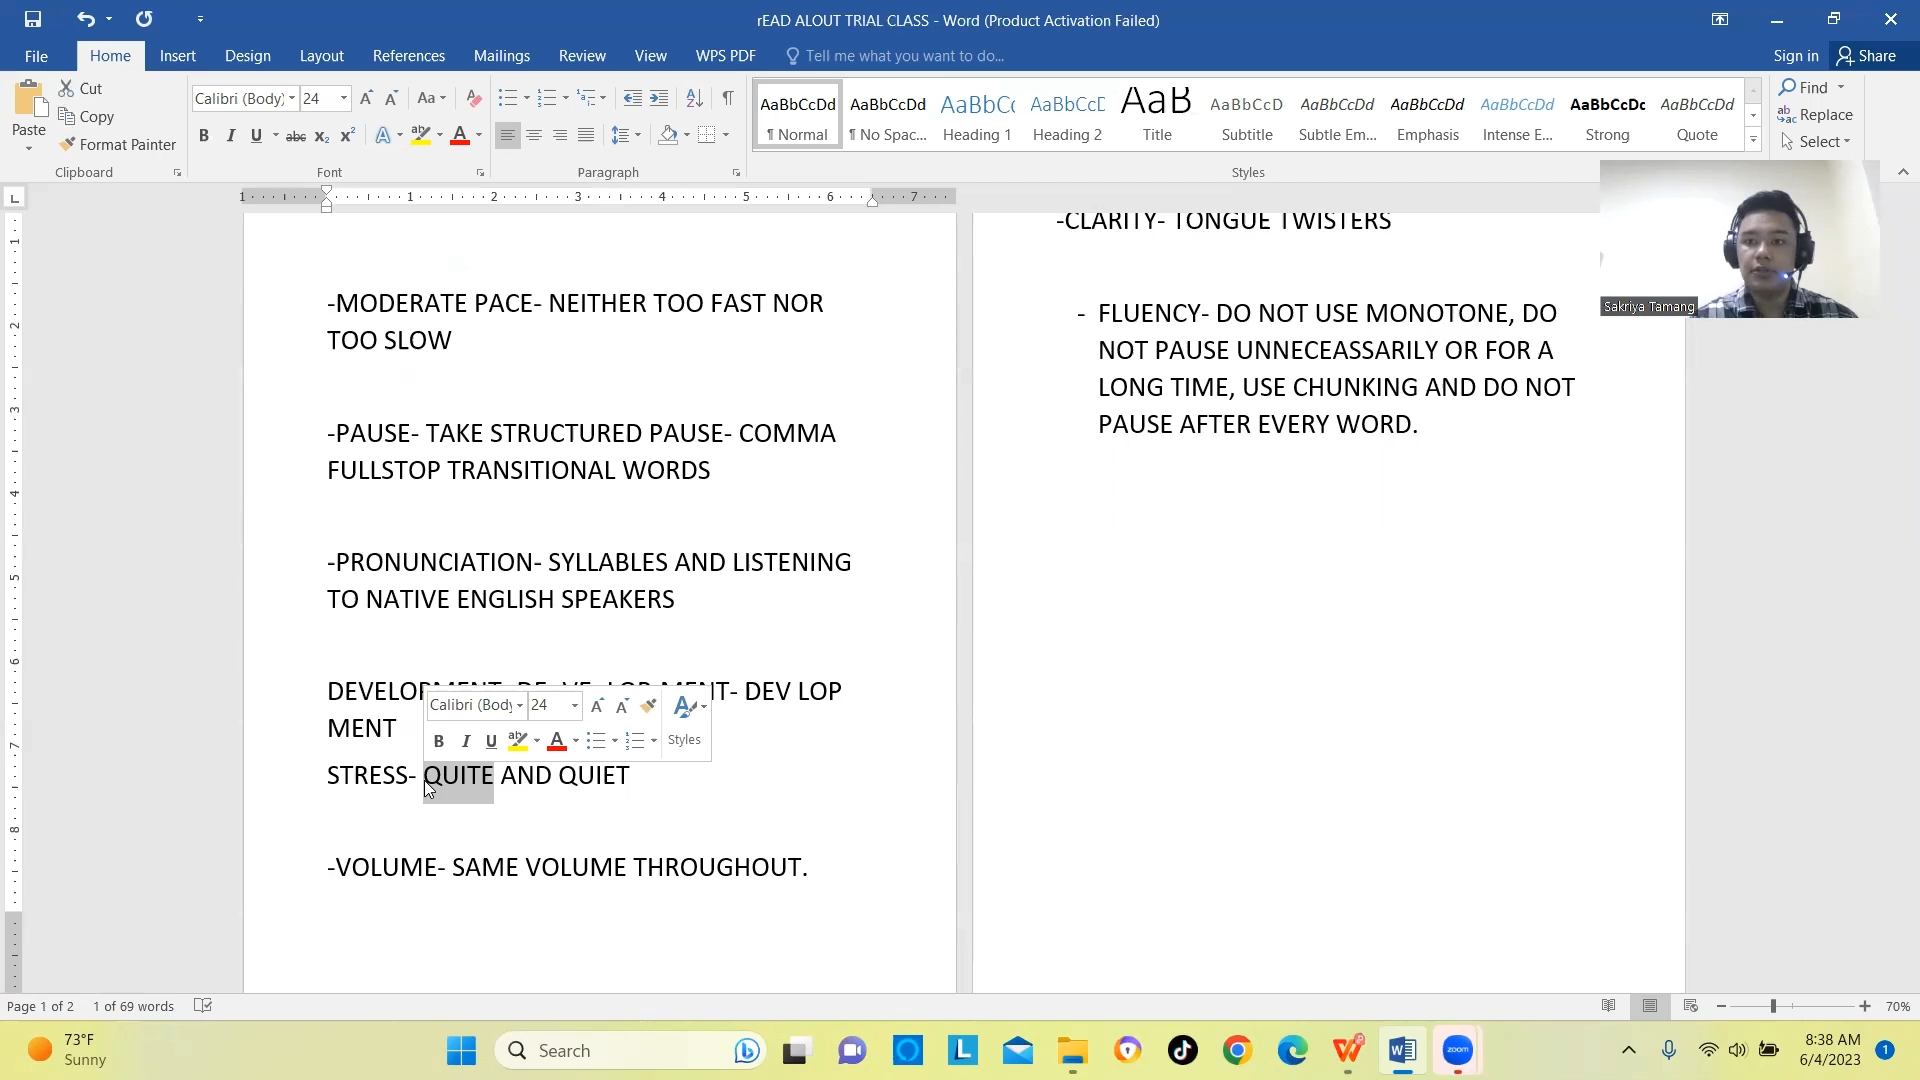 rEAD ALOUT TRIAL CLASS - Word (Product Activation Failed)
File Home Insert Design Layout References Mailings Review View WPS PDF Tell me what you want to do... Sign in Share
Paste
Cut
Copy
Format Painter
Clipboard
Calibri (Body) 24
Font
Paragraph
AaBbCcDd AaBbCcDd AaBbCc AaBbCcD AaB AaBbCcD AaBbCcDd AaBbCcDd AaBbCcDd AaBbCcDc AaBbCcDd
¶ Normal ¶ No Spac... Heading 1 Heading 2 Title Subtitle Subtle Em... Emphasis Intense E... Strong Quote
Styles
Find
Replace
Select
Sakriya Tamang
-MODERATE PACE- NEITHER TOO FAST NOR
TOO SLOW
-PAUSE- TAKE STRUCTURED PAUSE- COMMA
FULLSTOP TRANSITIONAL WORDS
-PRONUNCIATION- SYLLABLES AND LISTENING
TO NATIVE ENGLISH SPEAKERS
DEV LOP
MENT
Calibri (Body 24
Styles
STRESS- QUITE AND QUIET
-VOLUME- SAME VOLUME THROUGHOUT.
-CLARITY- TONGUE TWISTERS
- FLUENCY- DO NOT USE MONOTONE, DO
NOT PAUSE UNNECEASSARILY OR FOR A
LONG TIME, USE CHUNKING AND DO NOT
PAUSE AFTER EVERY WORD.
Page 1 of 2 1 of 69 words 70%
73°F
Sunny
Search
zoom
8:38 AM
6/4/2023
1